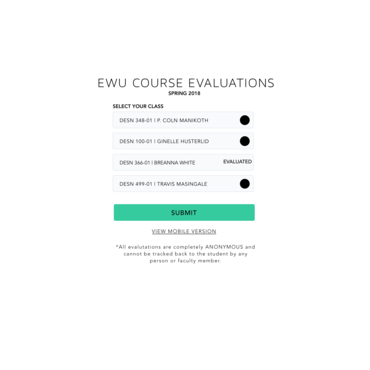 EWU COURSE EVALUATIONS
SPRING 2018
SELECT YOUR CLASS
DESN 348-01 | P. COLN MANIKOTH
DESN 100-01 | GINELLE HUSTERLID
DESN 366-01 | BREANNA WHITE EVALUATED
DESN 499-01 | TRAVIS MASINGALE
SUBMIT
VIEW MOBILE VERSION
*All evalutations are completely ANONYMOUS and
cannot be tracked back to the student by any
person or faculty member.